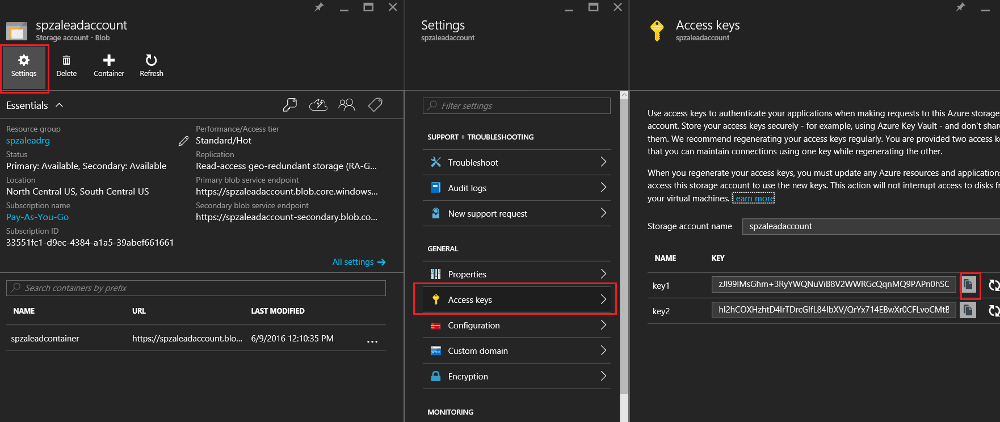 spzaleadaccount
Storage account - Blob
Settings
Delete
Container
Refresh
Essentials
Resource group
spzaleadrg
Status
Primary: Available, Secondary: Available
Location
North Central US, South Central US
Subscription name
Pay-As-You-Go
Subscription ID
33551fc1-d9ec-4384-a1a5-39abef661661
Performance/Access tier
Standard/Hot
Replication
Read-access geo-redundant storage (RA-G...
Primary blob service endpoint
https://spzaleadaccount.blob.core.windows...
Secondary blob service endpoint
https://spzaleadaccount-secondary.blob.co...
All settings
Search containers by prefix
NAME URL LAST MODIFIED
spzaleadcontainer https://spzaleadaccount.blo... 6/9/2016 12:10:35 PM ...
Settings
spzaleadaccount
Filter settings
SUPPORT + TROUBLESHOOTING
Troubleshoot
Audit logs
New support request
GENERAL
Properties
Access keys
Configuration
Custom domain
Encryption
MONITORING
Access keys
spzaleadaccount
Use access keys to authenticate your applications when making requests to this Azure storage
account. Store your access keys securely - for example, using Azure Key Vault - and don't share
them. We recommend regenerating your access keys regularly. You are provided two access
that you can maintain connections using one key while regenerating the other.
When you regenerate your access keys, you must update any Azure resources and applications
access this storage account to use the new keys. This action will not interrupt access to disks
your virtual machines. Learn more
Storage account name spzaleadaccount
NAME KEY
key1
key2